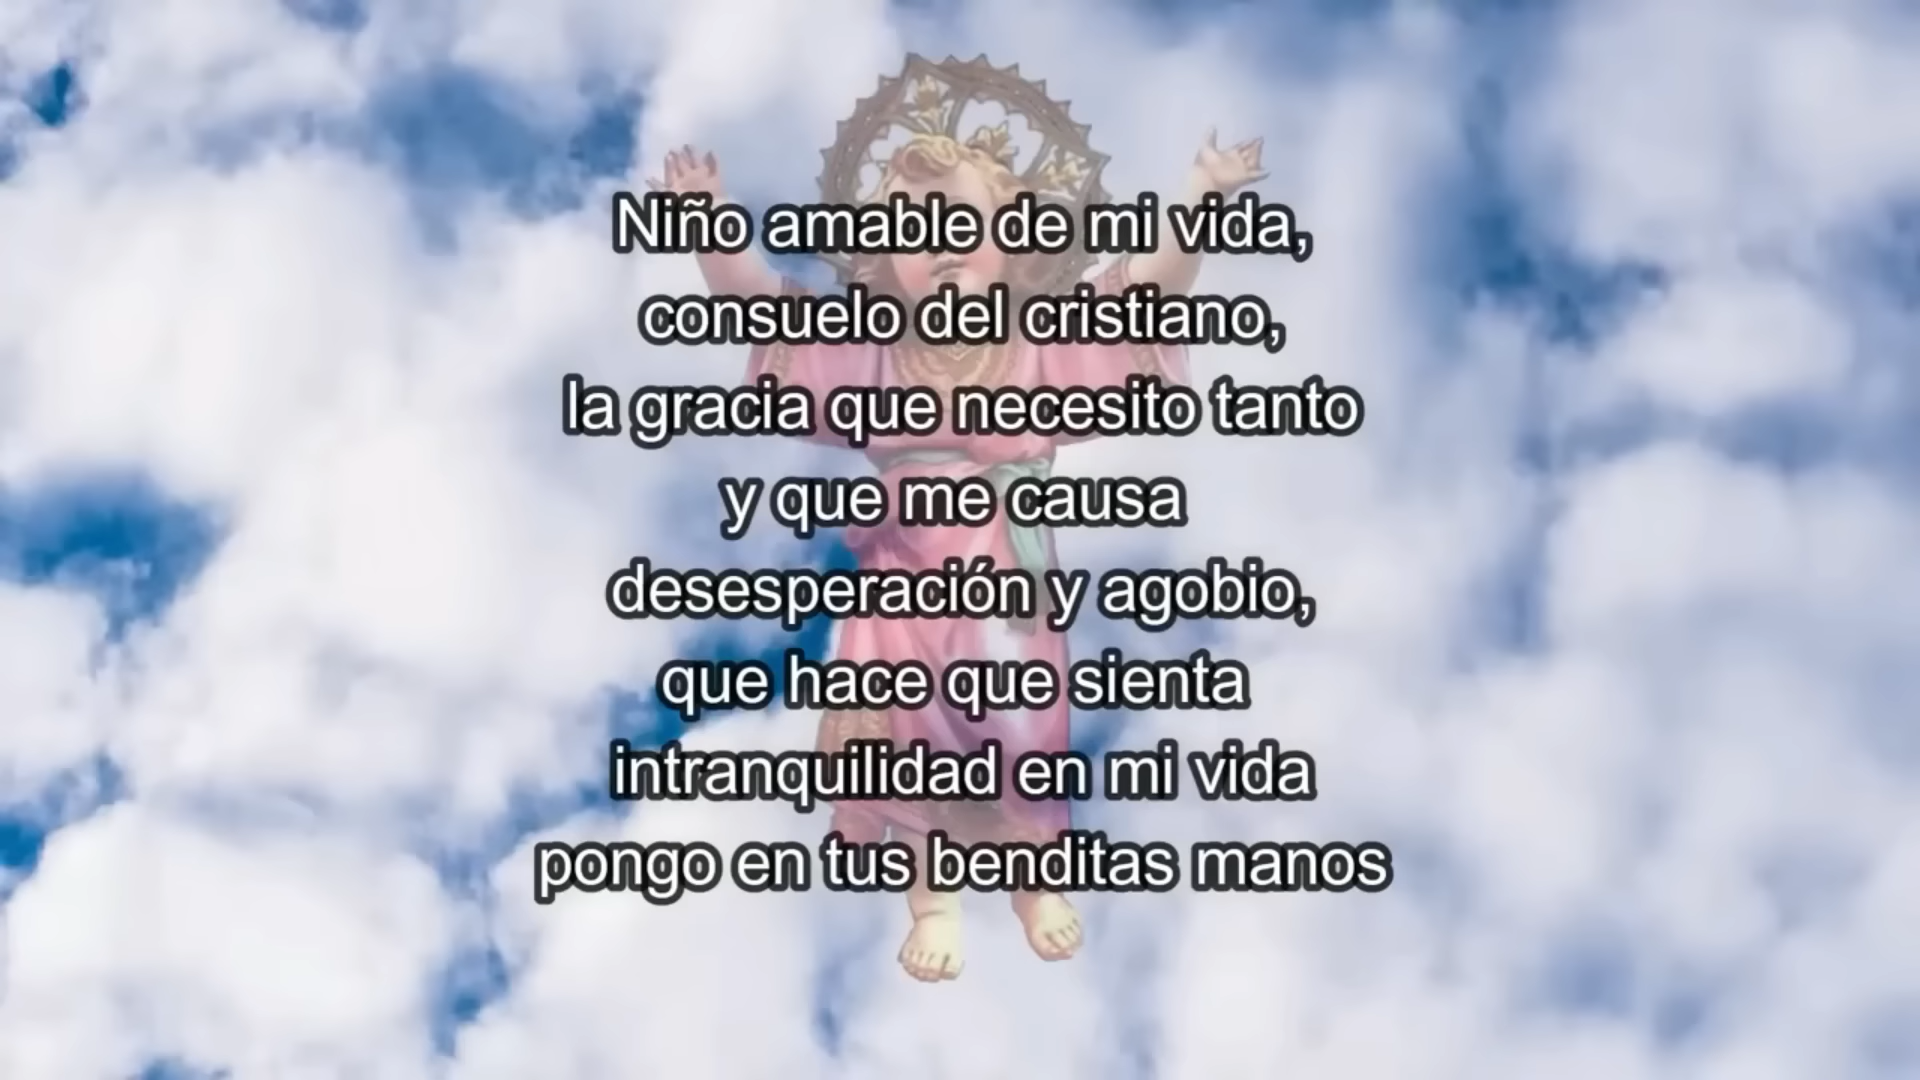 Niño amable de mi vida,
consuelo del cristiano,
la gracia que necesito tanto
y que me causa
desesperación y agobio,
que hace que sienta
intranquilidad en mi vida
pongo en tus benditas manos